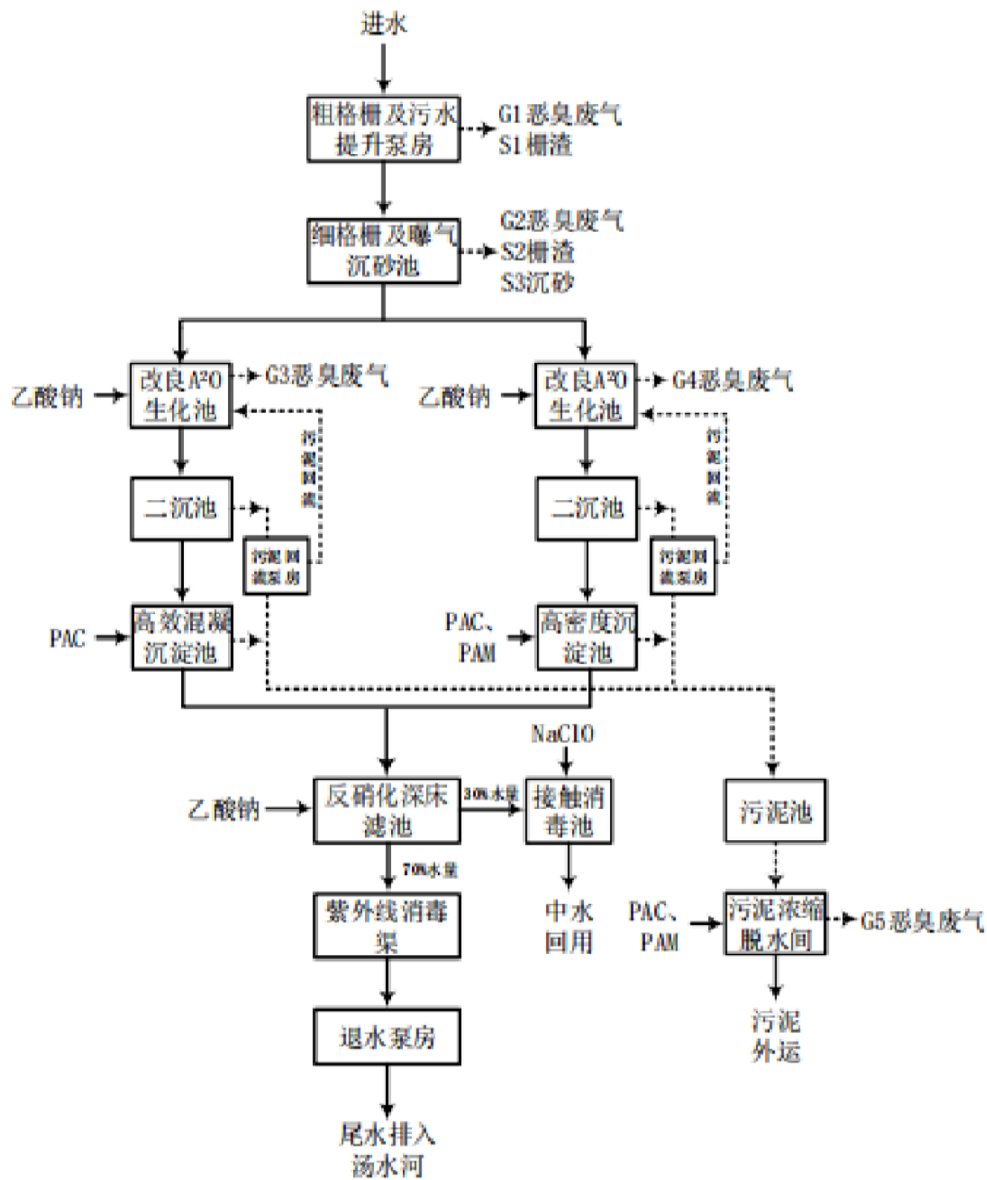 进水
粗格栅及污水
提升泵房
G1恶臭废气
S1栅渣
细格栅及曝气
沉砂池
G2恶臭废气
S2栅渣
S3沉砂
乙酸钠
改良A²O
生化池
G3恶臭废气
乙酸钠
改良A²O
生化池
G4恶臭废气
污泥回流
污泥回流
二沉池
二沉池
污泥回
流泵房
污泥回
流泵房
PAC
高效混凝
沉淀池
PAC、
PAM
高密度沉
淀池
NaClO
乙酸钠
反硝化深床
滤池
30%水量
接触消
毒池
污泥池
70%水量
紫外线消毒
渠
中水
回用
PAC、
PAM
污泥浓缩
脱水间
G5恶臭废气
退水泵房
污泥
外运
尾水排入
汤水河